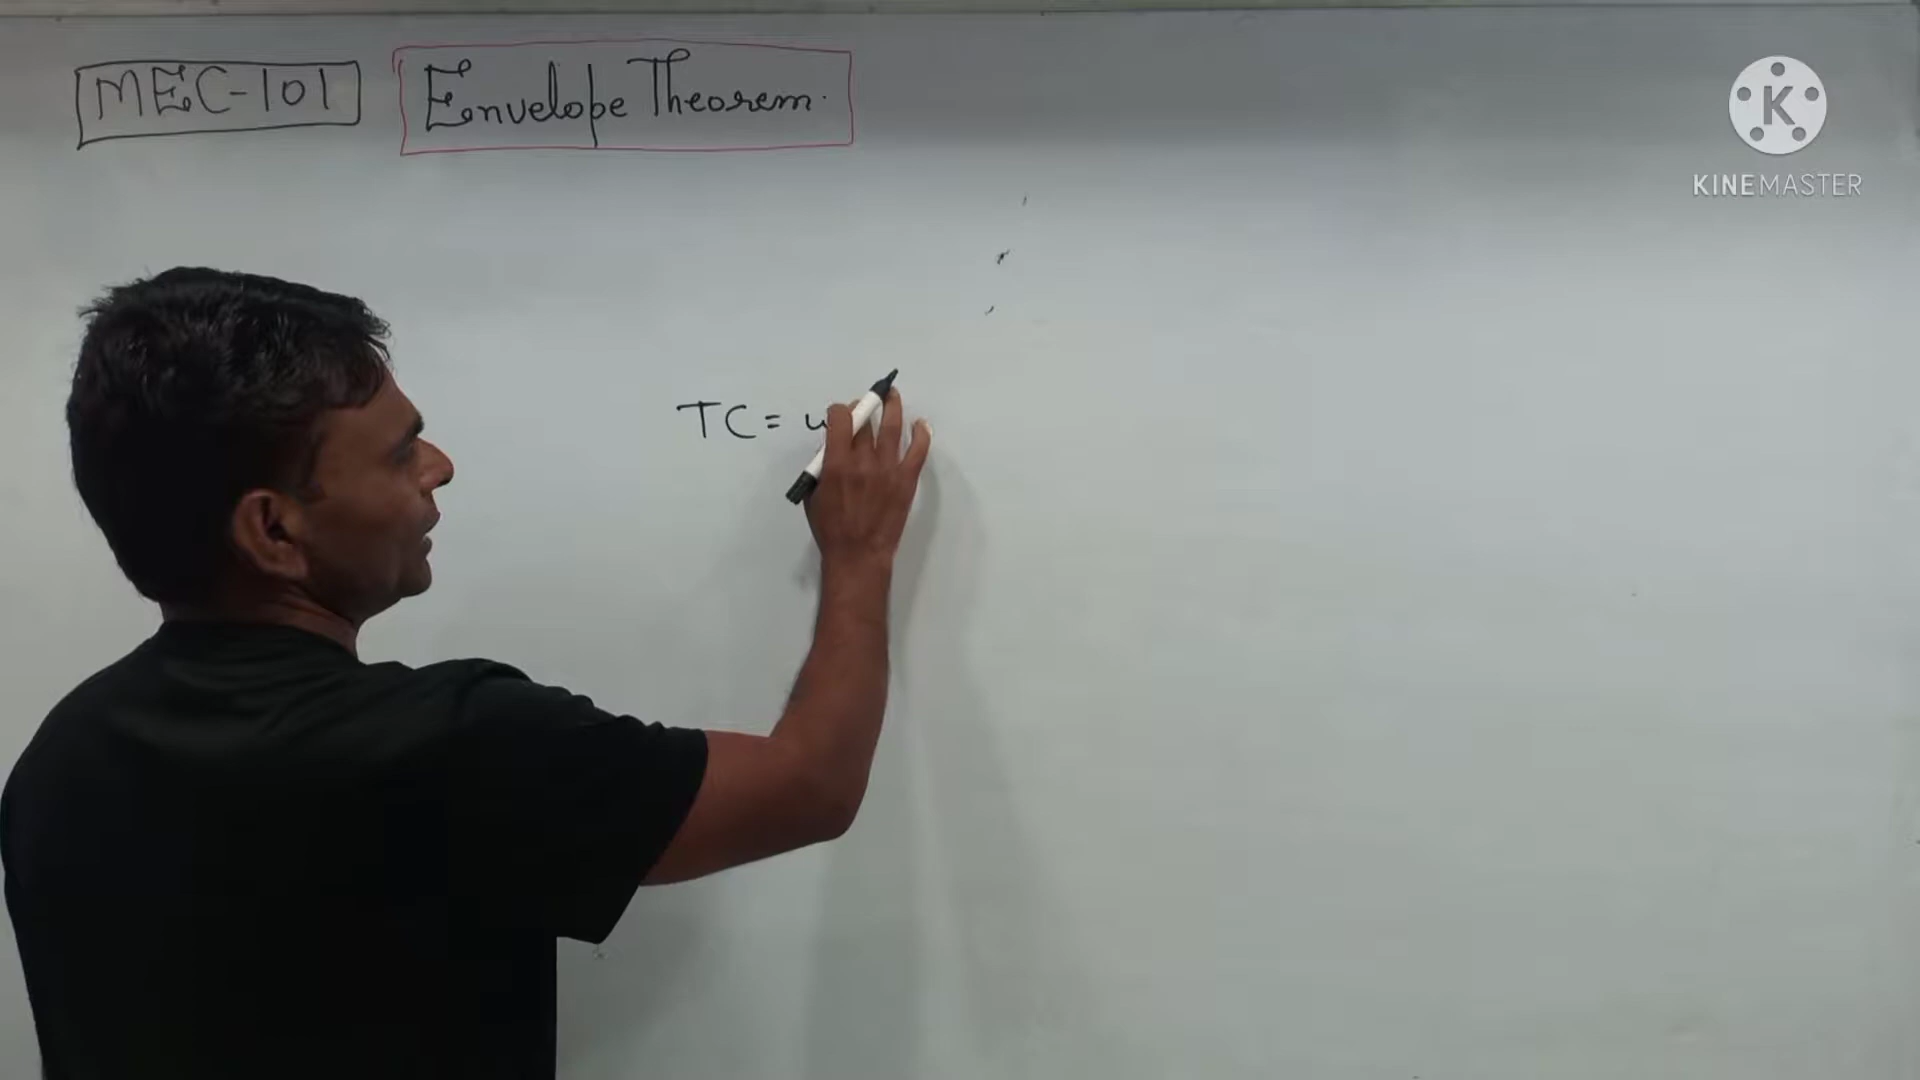 MEC-101 Envelope Theorem.
K
KINEMASTER
TC = w